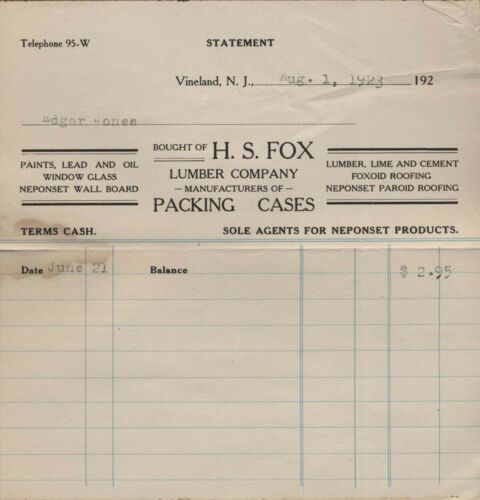 Telephone 95-W STATEMENT
Vineland, N. J., Aug. 1, 1923 192
Edgar Jones
BOUGHT OF H. S. FOX
LUMBER COMPANY
— MANUFACTURERS OF —
PACKING CASES
PAINTS, LEAD AND OIL
WINDOW GLASS
NEPONSET WALL BOARD
LUMBER, LIME AND CEMENT
FOXOID ROOFING
NEPONSET PAROID ROOFING
TERMS CASH. SOLE AGENTS FOR NEPONSET PRODUCTS.
Date June 21 Balance $ 2.95